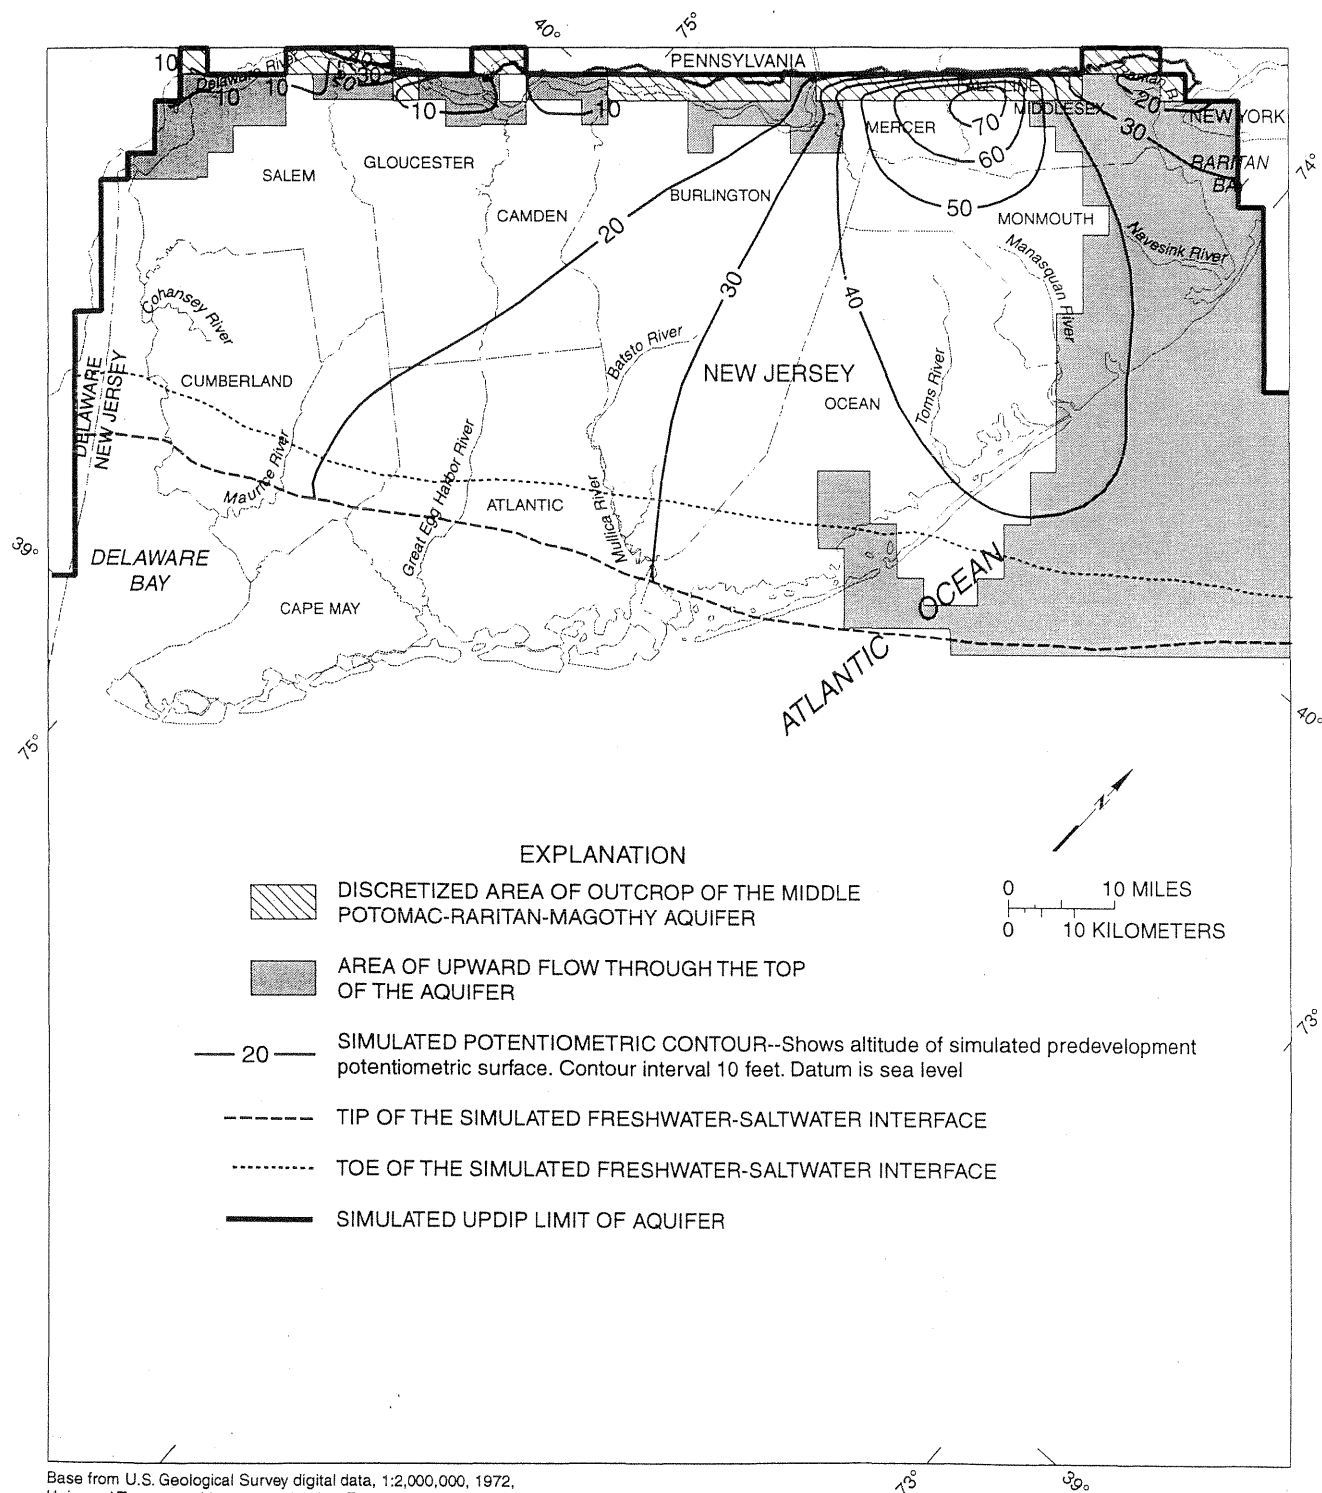 40°
75°
PENNSYLVANIA
10
Delaware River
10
10
50
30
10
10
FALL LINE
MIDDLESEX
20
NEW YORK
30
MERCER
70
60
RARITAN
BAY
74°
SALEM
GLOUCESTER
CAMDEN
BURLINGTON
50
MONMOUTH
20
Navesink River
Manasquan River
30
40
Cohansey River
Batsto River
DELAWARE
NEW JERSEY
CUMBERLAND
NEW JERSEY
OCEAN
Toms River
Maurice River
Great Egg Harbor River
ATLANTIC
Mullica River
39°
DELAWARE
BAY
CAPE MAY
ATLANTIC OCEAN
75°
40°
N
EXPLANATION
DISCRETIZED AREA OF OUTCROP OF THE MIDDLE
POTOMAC-RARITAN-MAGOTHY AQUIFER
0 10 MILES
0 10 KILOMETERS
AREA OF UPWARD FLOW THROUGH THE TOP
OF THE AQUIFER
73°
20
SIMULATED POTENTIOMETRIC CONTOUR--Shows altitude of simulated predevelopment
potentiometric surface. Contour interval 10 feet. Datum is sea level
TIP OF THE SIMULATED FRESHWATER-SALTWATER INTERFACE
TOE OF THE SIMULATED FRESHWATER-SALTWATER INTERFACE
SIMULATED UPDIP LIMIT OF AQUIFER
73°
39°
Base from U.S. Geological Survey digital data, 1:2,000,000, 1972,